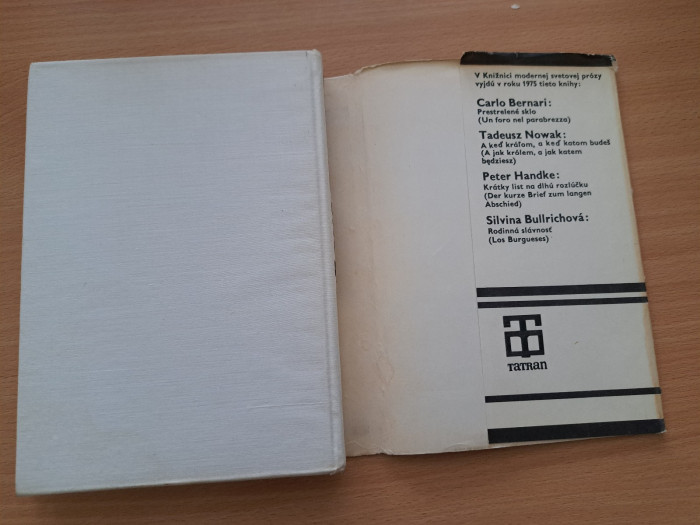 V Knižnici modernej svetovej prózy
vyjdú v roku 1975 tieto knihy:
Carlo Bernari:
Prestrelené sklo
(Un foro nel parabrezza)
Tadeusz Nowak:
A keď kráľom, a keď katom budeš
(A jak królem, a jak katem
będziesz)
Peter Handke:
Krátky list na dlhú rozlúčku
(Der kurze Brief zum langen
Abschied)
Silvina Bullrichová:
Rodinná slávnosť
(Los Burgueses)
TATRAN